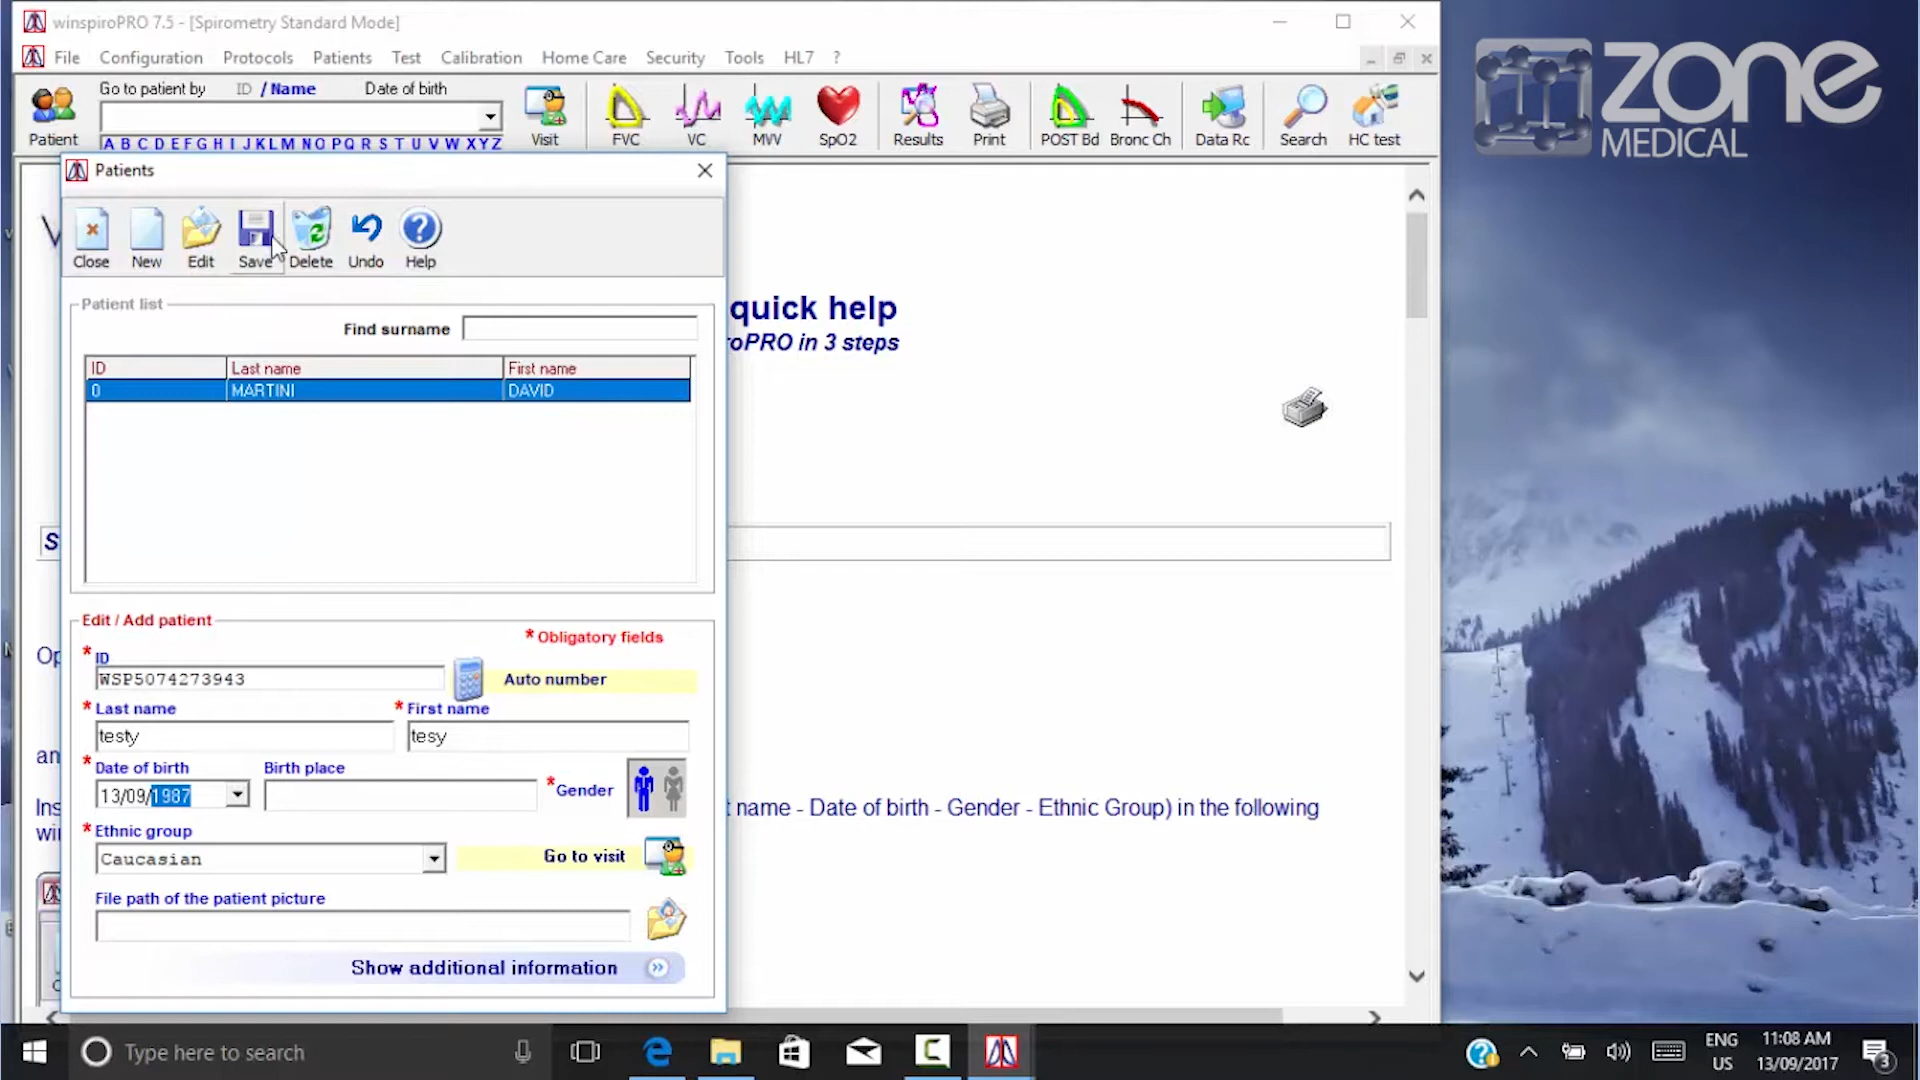 winspiroPRO 7.5 - [Spirometry Standard Mode]
File Configuration Protocols Patients Test Calibration Home Care Security Tools HL7 ?
Go to patient by ID / Name Date of birth
A B C D E F G H I J K L M N O P Q R S T U V W X Y Z
Patient Visit FVC VC MVV SpO2 Results Print POST Bd Bronc Ch Data Rc Search HC test
zone
MEDICAL
Patients
Close New Edit Save Delete Undo Help
Patient list
Find surname
ID Last name First name
0 MARTINI DAVID
quick help
roPRO in 3 steps
Edit / Add patient
* Obligatory fields
* ID
WSP5074273943
Auto number
* Last name * First name
testy tesy
* Date of birth Birth place
13/09/1987
* Gender
* Ethnic group
Caucasian
Go to visit
File path of the patient picture
Show additional information
t name - Date of birth - Gender - Ethnic Group) in the following
Op
an
Ins
wi
Type here to search
ENG
US
11:08 AM
13/09/2017
3